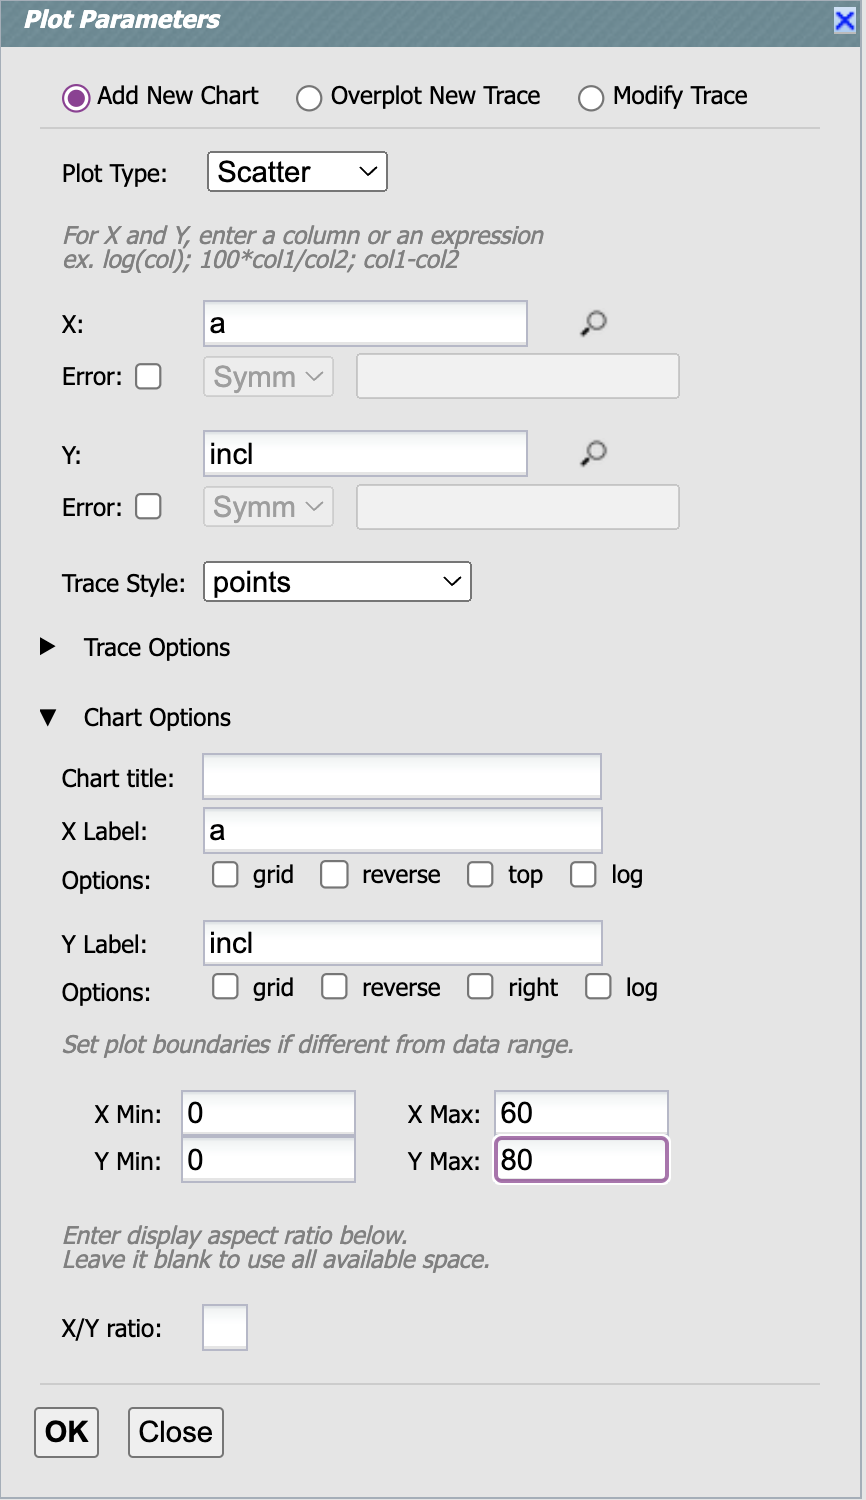 Plot Parameters
Add New Chart Overplot New Trace Modify Trace
Plot Type: Scatter
For X and Y, enter a column or an expression
ex. log(col); 100*col1/col2; col1-col2
X: a
Error: Symm
Y: incl
Error: Symm
Trace Style: points
Trace Options
Chart Options
Chart title:
X Label: a
Options: grid reverse top log
Y Label: incl
Options: grid reverse right log
Set plot boundaries if different from data range.
X Min: 0 X Max: 60
Y Min: 0 Y Max: 80
Enter display aspect ratio below.
Leave it blank to use all available space.
X/Y ratio:
OK Close